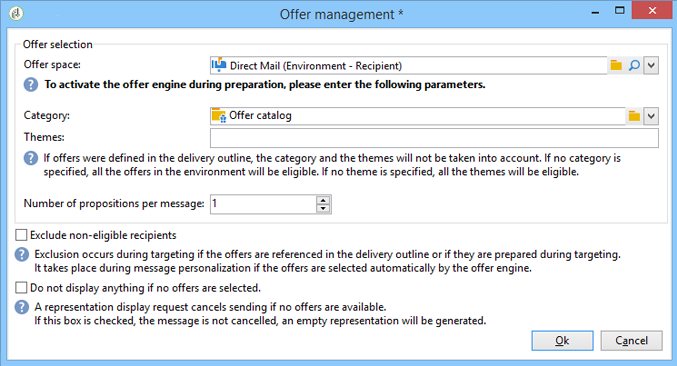 Offer management *
Offer selection
Offer space: Direct Mail (Environment - Recipient)
? To activate the offer engine during preparation, please enter the following parameters.
Category: Offer catalog
Themes:
? If offers were defined in the delivery outline, the category and the themes will not be taken into account. If no category is
specified, all the offers in the environment will be eligible. If no theme is specified, all the themes will be eligible.
Number of propositions per message: 1
Exclude non-eligible recipients
? Exclusion occurs during targeting if the offers are referenced in the delivery outline or if they are prepared during targeting.
It takes place during message personalization if the offers are selected automatically by the offer engine.
Do not display anything if no offers are selected.
? A representation display request cancels sending if no offers are available.
If this box is checked, the message is not cancelled, an empty representation will be generated.
Ok Cancel